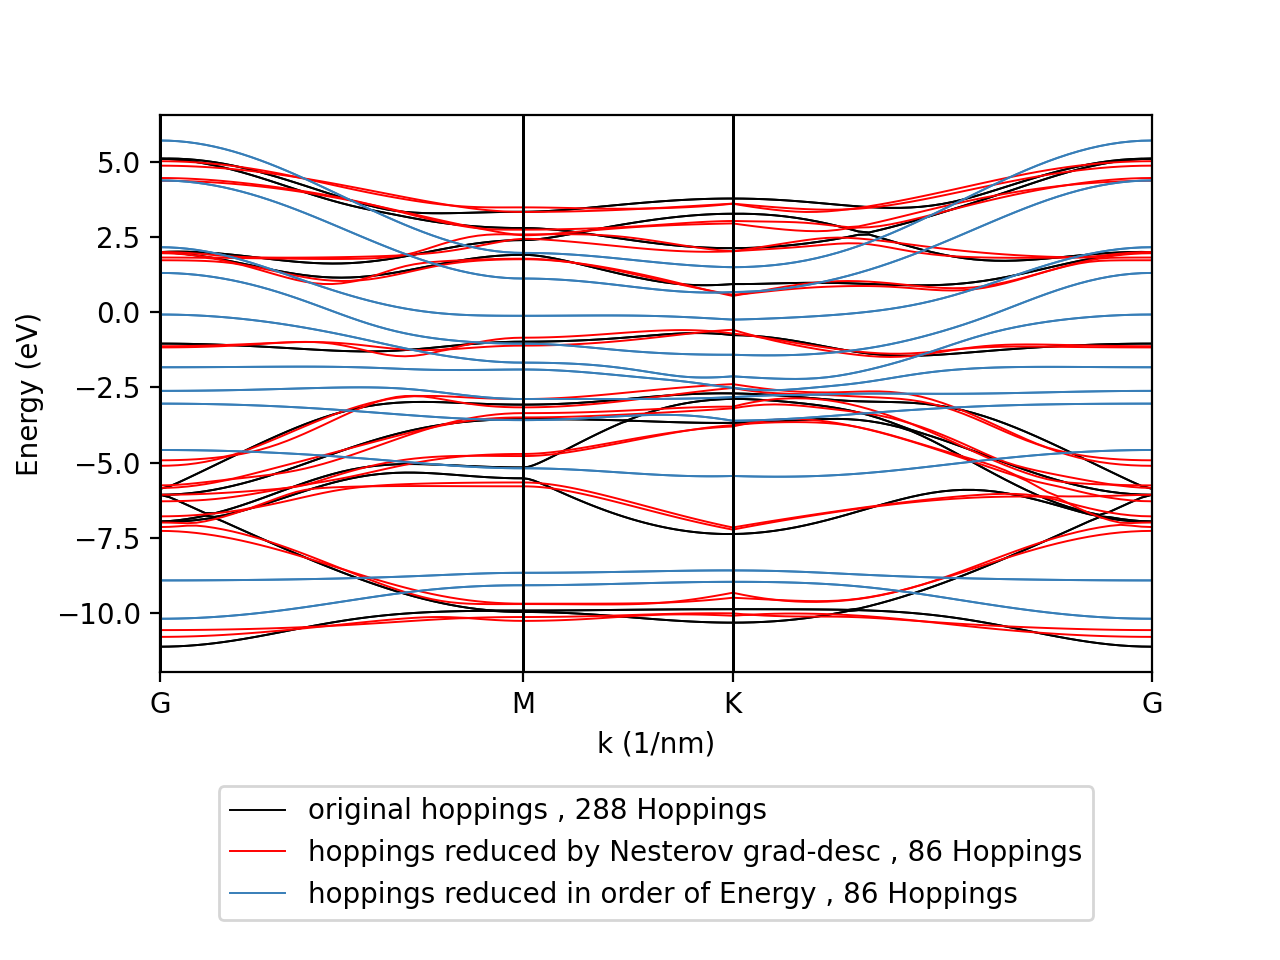 5.0
2.5
0.0
−2.5
−5.0
−7.5
−10.0
Energy (eV)
G M K G
k (1/nm)
original hoppings , 288 Hoppings
hoppings reduced by Nesterov grad-desc , 86 Hoppings
hoppings reduced in order of Energy , 86 Hoppings